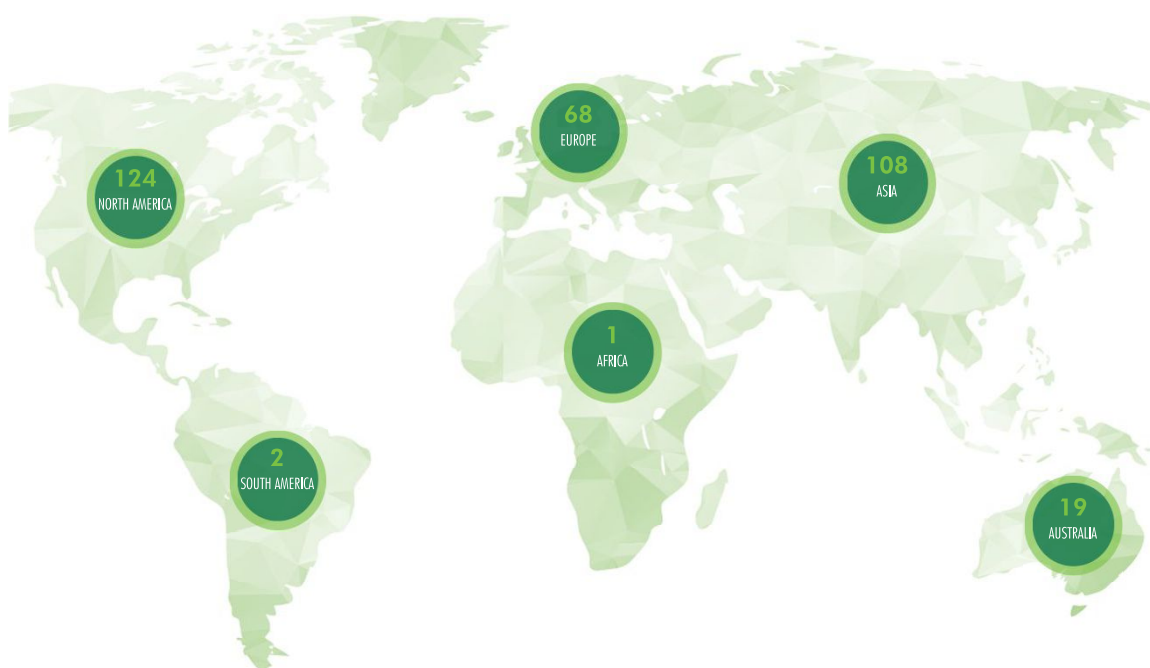 68
EUROPE
124
NORTH AMERICA
108
ASIA
1
AFRICA
2
SOUTH AMERICA
19
AUSTRALIA